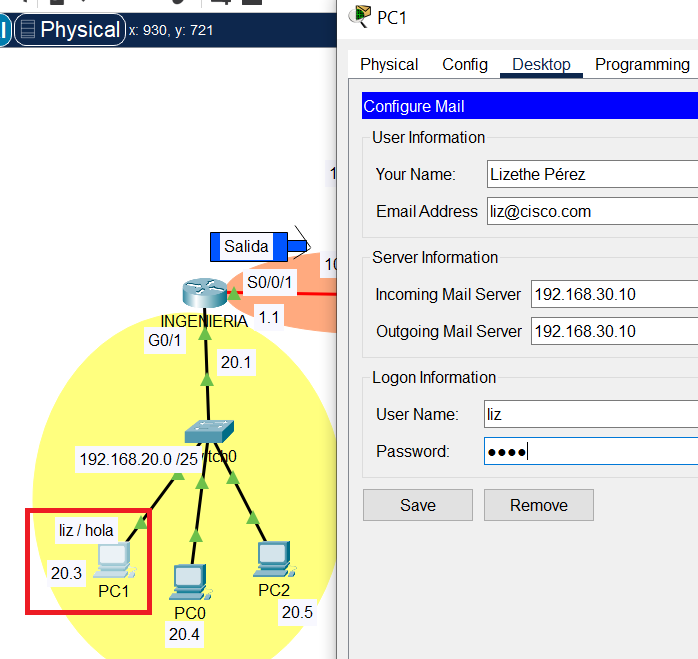 Physical x: 930, y: 721
Salida
S0/0/1
INGENIERIA
1.1
G0/1
20.1
192.168.20.0 /25
tch0
liz / hola
20.3
PC1
PC0
20.4
PC2
20.5
PC1
Physical Config Desktop Programming
Configure Mail
User Information
Your Name: Lizethe Pérez
Email Address liz@cisco.com
Server Information
Incoming Mail Server 192.168.30.10
Outgoing Mail Server 192.168.30.10
Logon Information
User Name: liz
Password: ●●●●
Save Remove